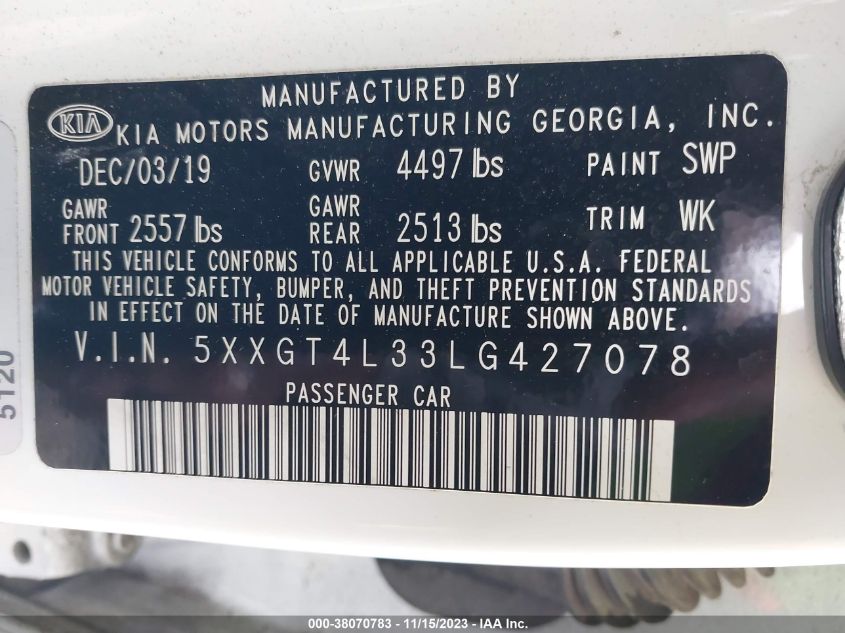 MANUFACTURED BY
KIA KIA MOTORS MANUFACTURING GEORGIA, INC.
DEC/03/19 GVWR 4497 lbs PAINT SWP
GAWR FRONT 2557 lbs GAWR REAR 2513 lbs TRIM WK
THIS VEHICLE CONFORMS TO ALL APPLICABLE U.S.A. FEDERAL
MOTOR VEHICLE SAFETY, BUMPER, AND THEFT PREVENTION STANDARDS
IN EFFECT ON THE DATE OF MANUFACTURE SHOWN ABOVE.
V.I.N. 5XXGT4L33LG427078
PASSENGER CAR
5120
000-38070783 - 11/15/2023 - IAA Inc.